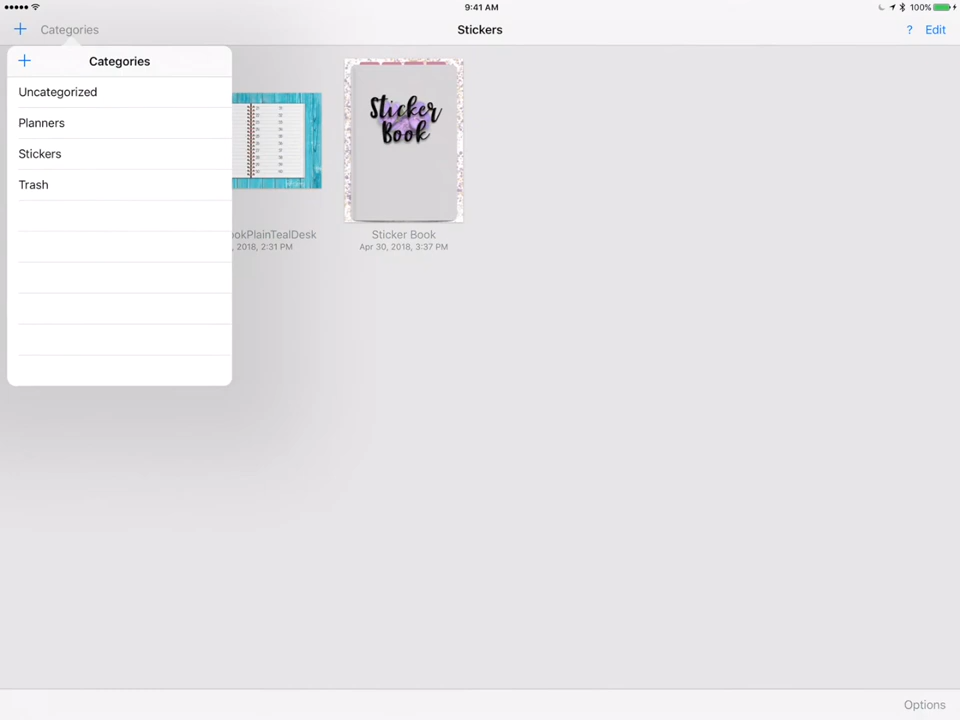 9:41 AM
100%
Categories
Stickers
?
Edit
Categories
Uncategorized
Planners
Stickers
Trash
Sticker
Book
ookPlainTealDesk
, 2018, 2:31 PM
Sticker Book
Apr 30, 2018, 3:37 PM
Options